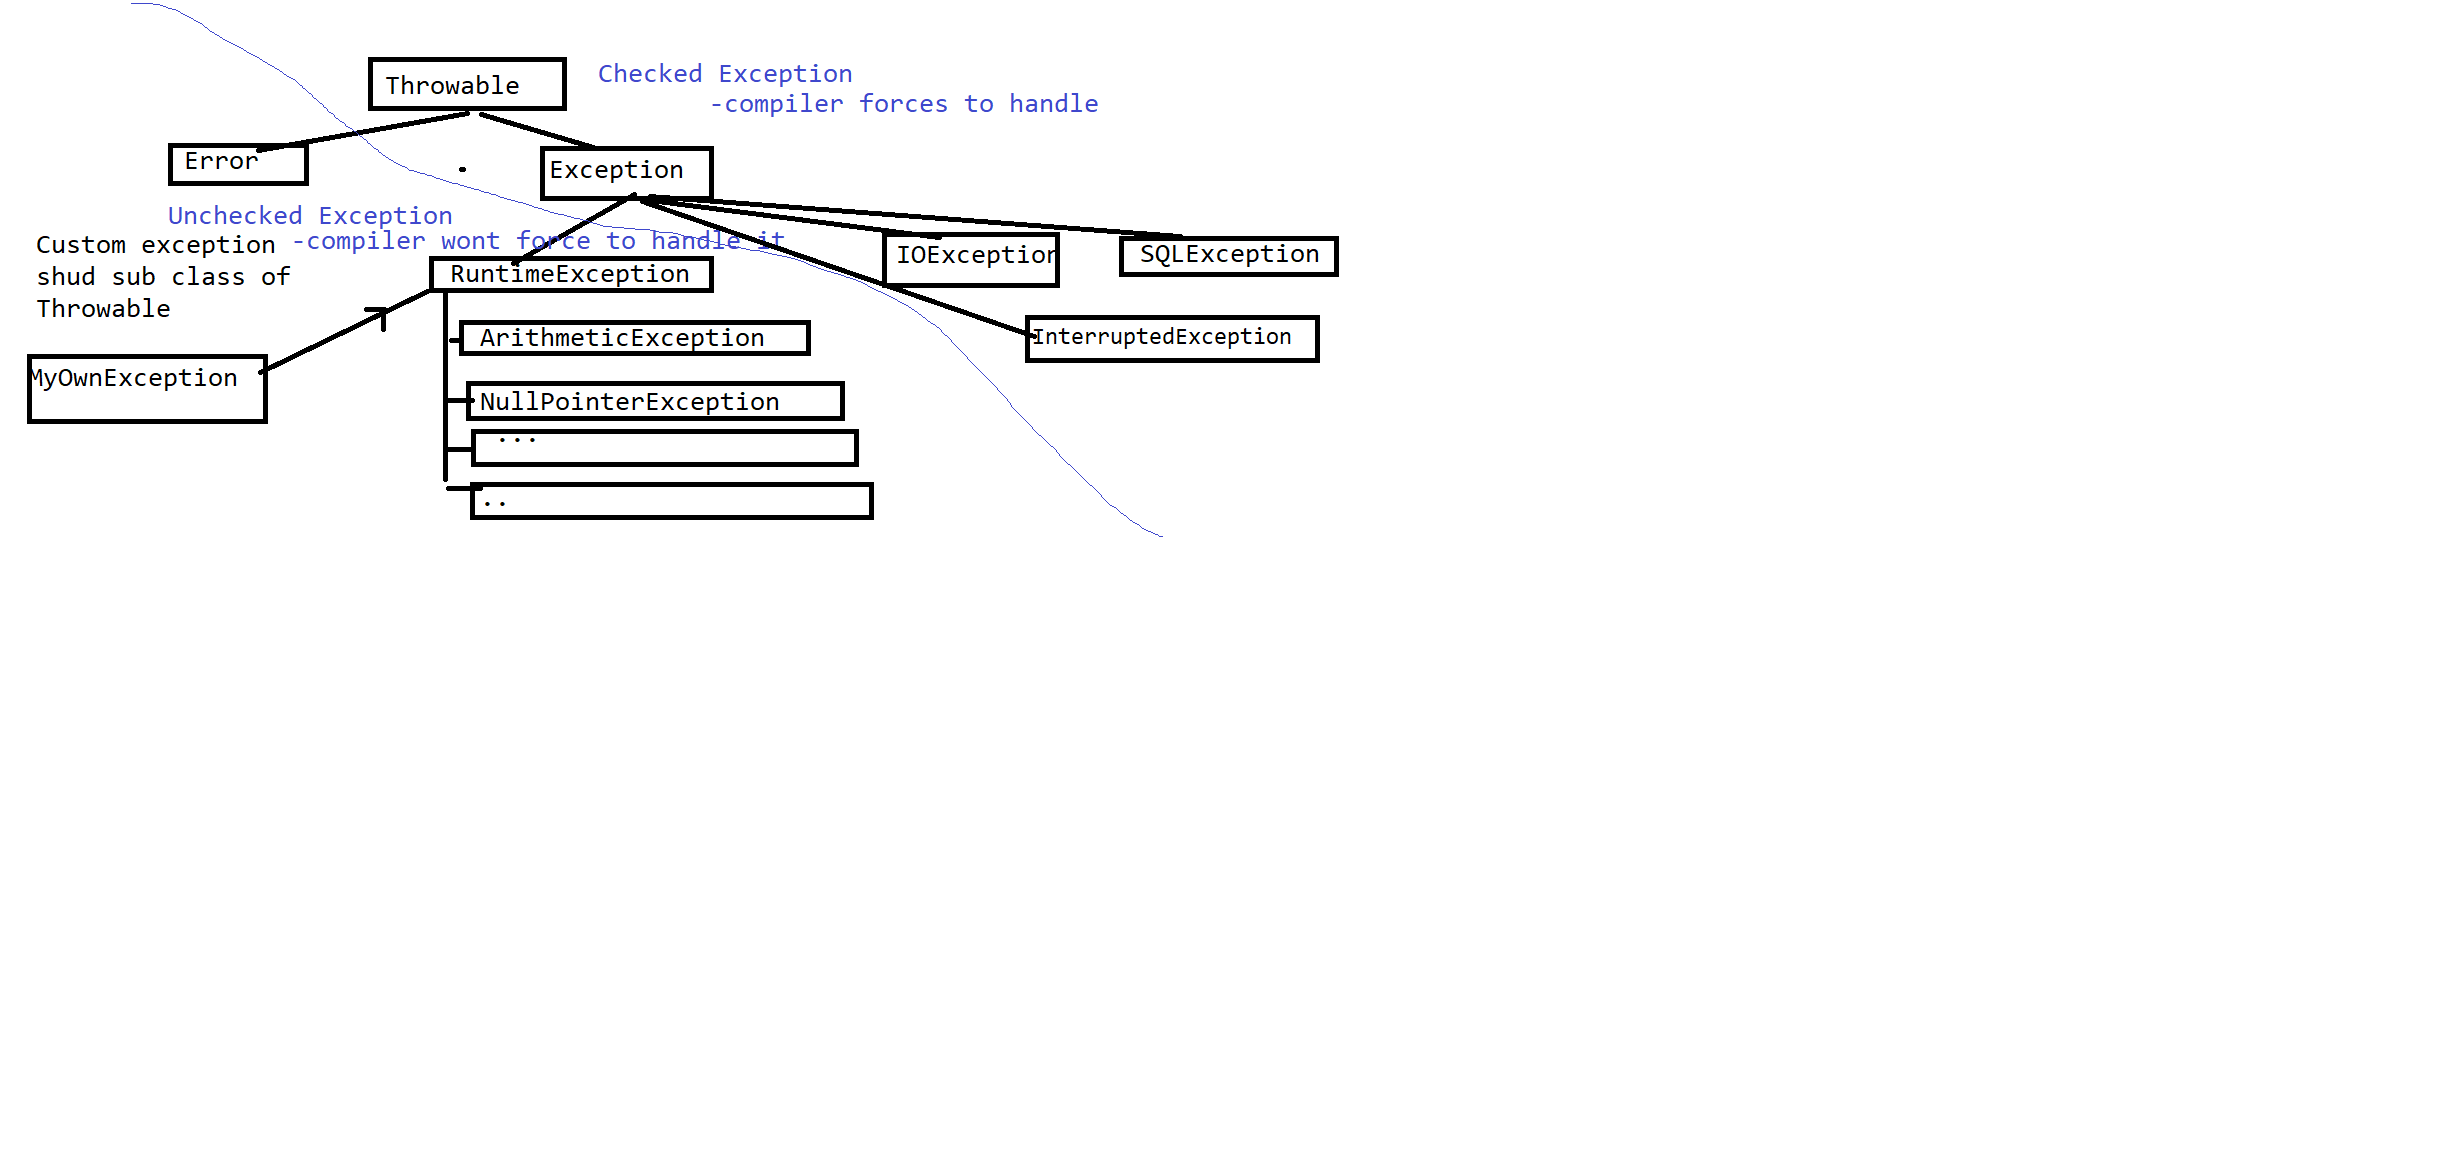 Throwable
Checked Exception
-compiler forces to handle
Error
Exception
Unchecked Exception
-compiler wont force to handle it
Custom exception
shud sub class of
Throwable
RuntimeException
IOException
SQLException
ArithmeticException
InterruptedException
MyOwnException
NullPointerException
...
..